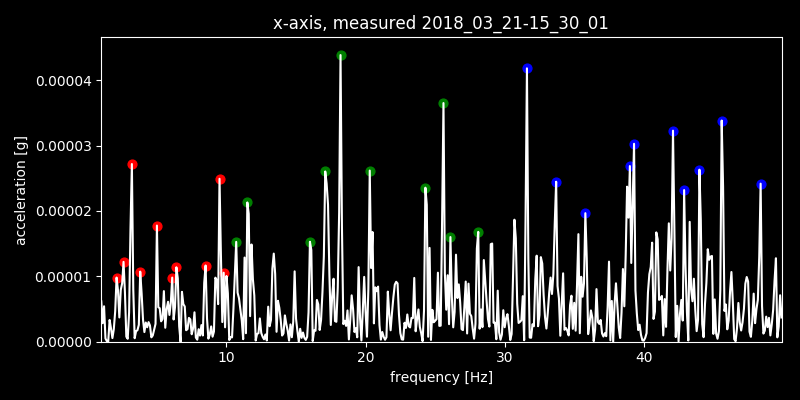 x-axis, measured 2018_03_21-15_30_01
acceleration [g]
0.00004
0.00003
0.00002
0.00001
0.00000
10 20 30 40
frequency [Hz]